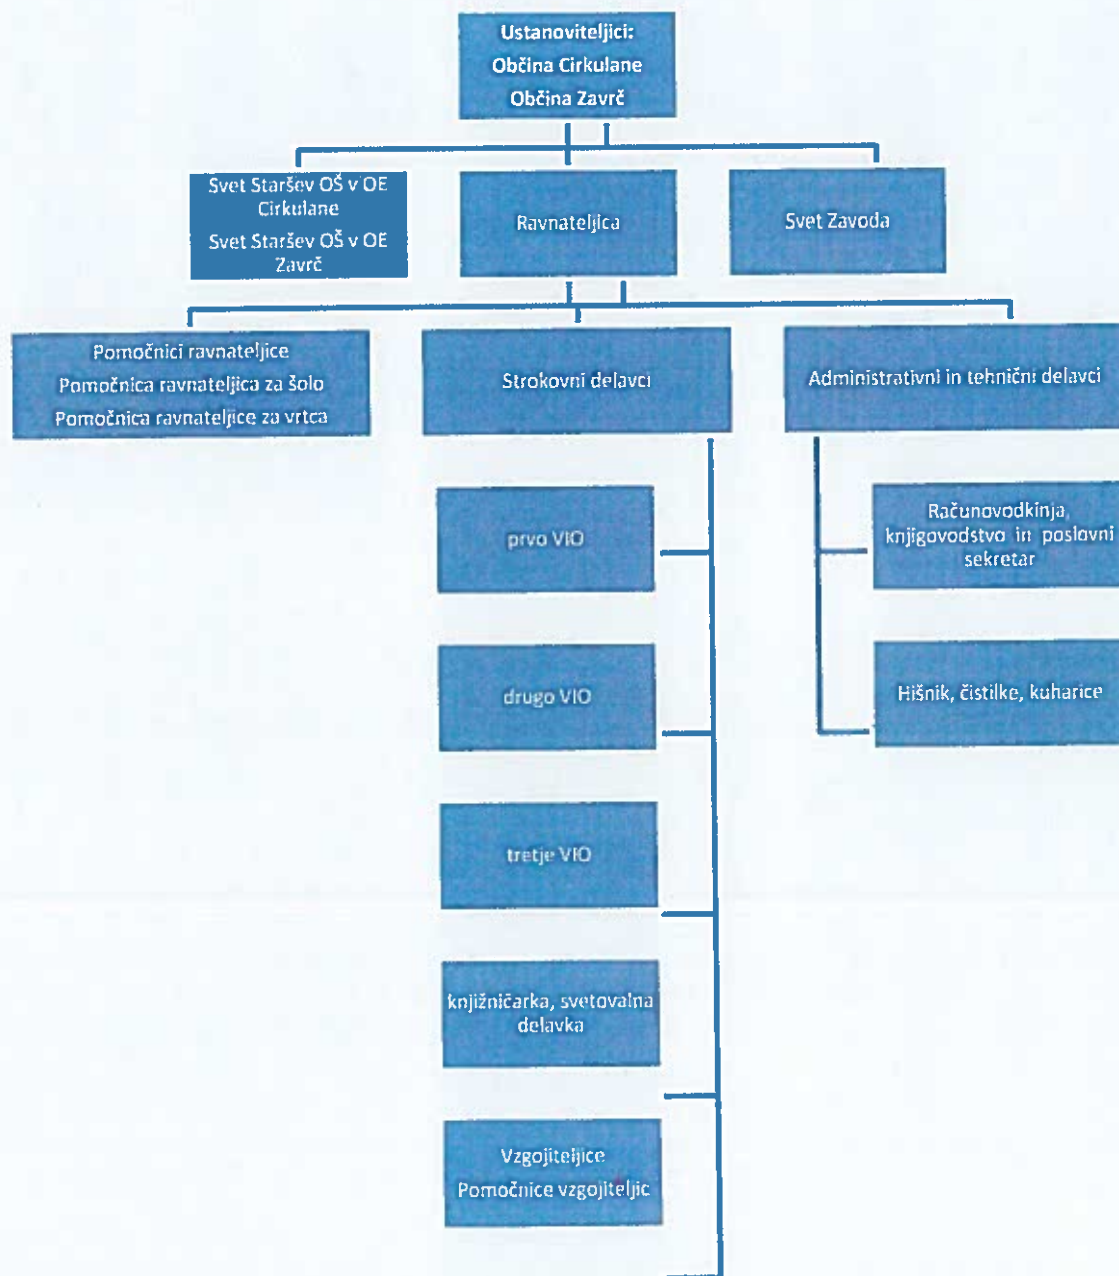 Ustanoviteljici:
Občina Cirkulane
Občina Zavrč
Svet Staršev OŠ v OE
Cirkulane
Svet Staršev OŠ v OE
Zavrč
Ravnateljica
Svet Zavoda
Pomočnici ravnateljice
Pomočnica ravnateljica za šolo
Pomočnica ravnateljice za vrtca
Strokovni delavci
Administrativni in tehnični delavci
prvo VIO
drugo VIO
tretje VIO
knjižničarka, svetovalna
delavka
Vzgojiteljice
Pomočnice vzgojiteljic
Računovodkinja,
knjigovodstvo in poslovni
sekretar
Hišnik, čistilke, kuharice